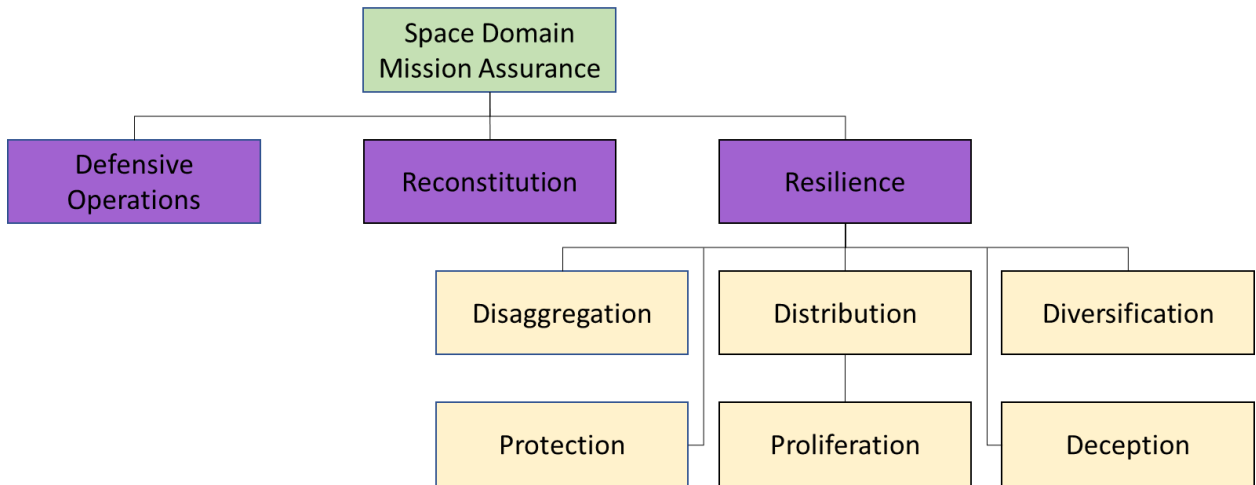 Space Domain
Mission Assurance
Defensive
Operations
Reconstitution
Resilience
Disaggregation
Distribution
Diversification
Protection
Proliferation
Deception